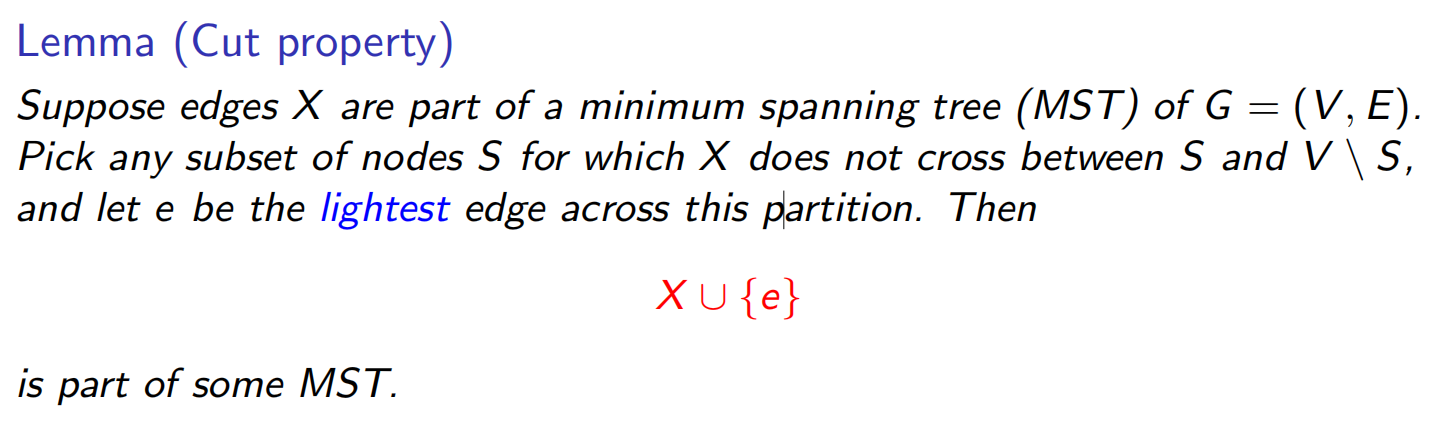 Lemma (Cut property)
Suppose edges X are part of a minimum spanning tree (MST) of G = (V, E).
Pick any subset of nodes S for which X does not cross between S and V \ S,
and let e be the lightest edge across this partition. Then
X ∪ {e}
is part of some MST.